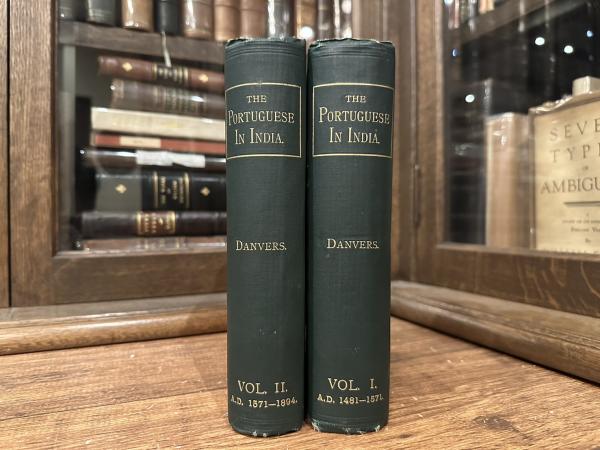 THE
PORTUGUESE
IN INDIA.
DANVERS.
VOL. II.
A.D. 1571—1894.
THE
PORTUGUESE
IN INDIA.
DANVERS.
VOL. I.
A.D. 1481—1571.
SEVE
TYPE
AMBIGU